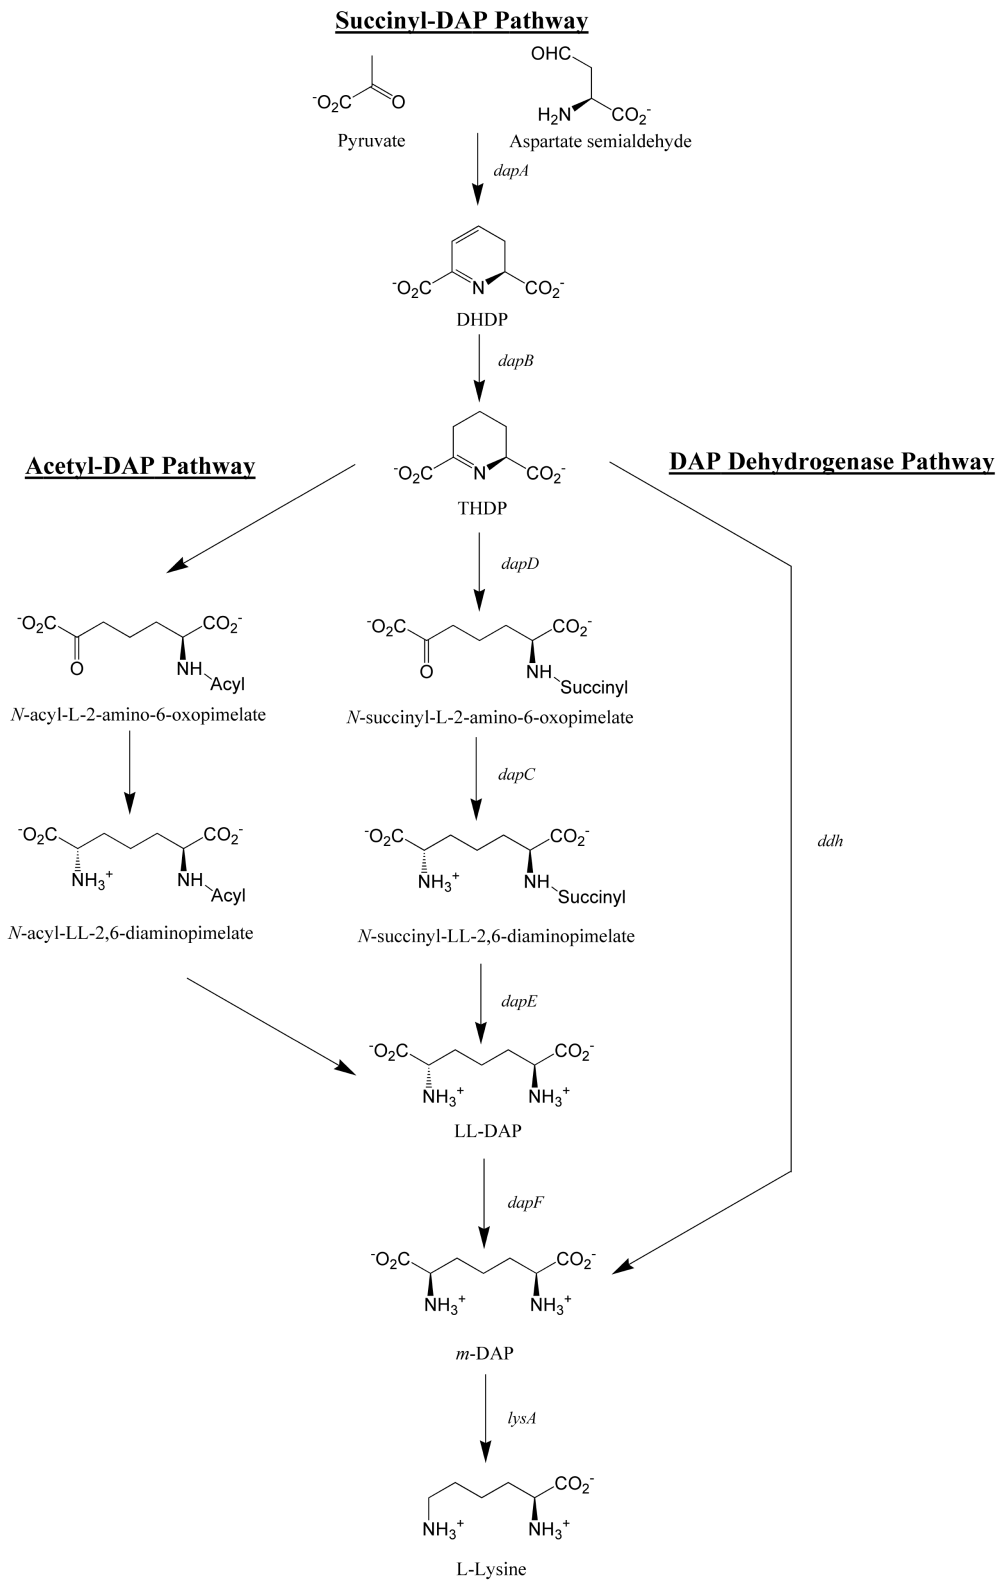 Succinyl-DAP Pathway
OHC
⁻O₂C O H₂N CO₂⁻
Pyruvate Aspartate semialdehyde
dapA
⁻O₂C N CO₂⁻
DHDP
dapB
Acetyl-DAP Pathway ⁻O₂C N CO₂⁻ DAP Dehydrogenase Pathway
THDP
dapD
⁻O₂C CO₂⁻ ⁻O₂C CO₂⁻
O NH O NH
Acyl Succinyl
N-acyl-L-2-amino-6-oxopimelate N-succinyl-L-2-amino-6-oxopimelate
dapC
⁻O₂C CO₂⁻ ⁻O₂C CO₂⁻ ddh
NH₃⁺ NH NH₃⁺ NH
Acyl Succinyl
N-acyl-LL-2,6-diaminopimelate N-succinyl-LL-2,6-diaminopimelate
dapE
⁻O₂C CO₂⁻
NH₃⁺ NH₃⁺
LL-DAP
dapF
⁻O₂C CO₂⁻
NH₃⁺ NH₃⁺
m-DAP
lysA
CO₂⁻
NH₃⁺ NH₃⁺
L-Lysine